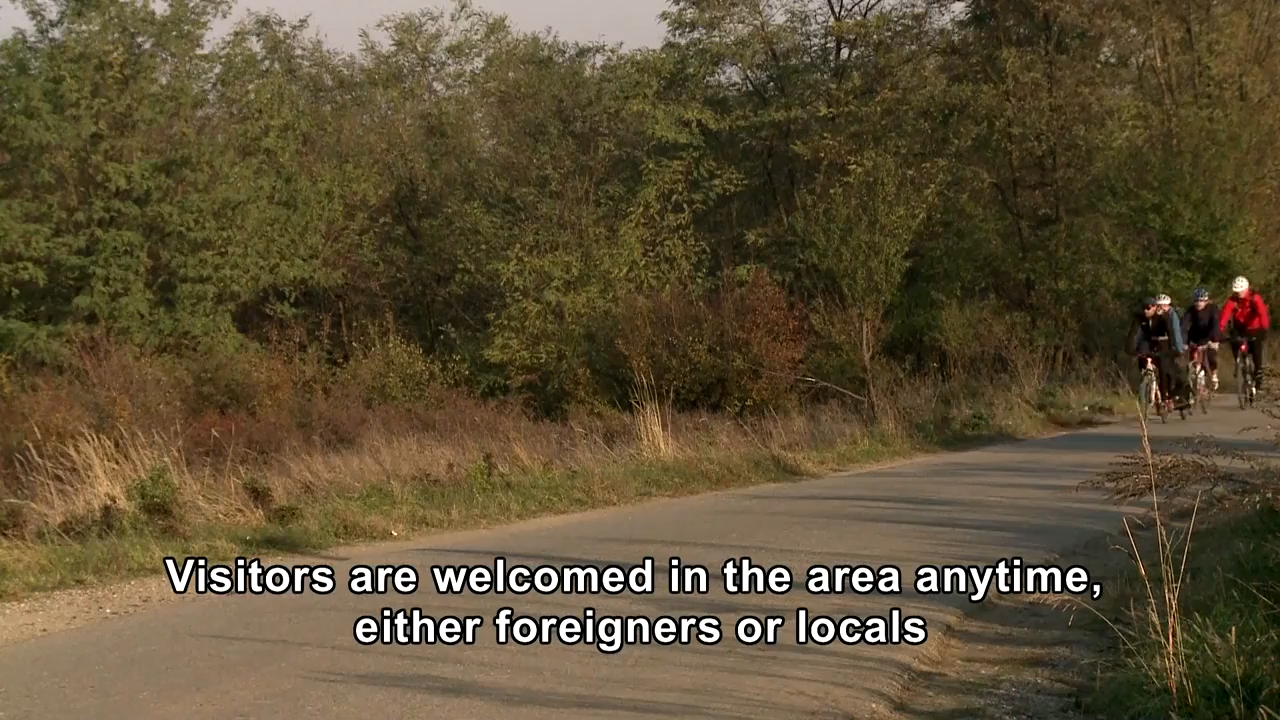 Visitors are welcomed in the area anytime,
either foreigners or locals